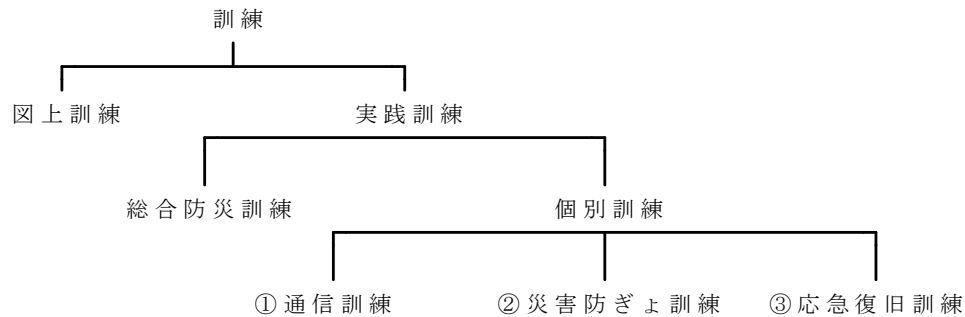 訓練
図上訓練 実践訓練
総合防災訓練 個別訓練
①通信訓練 ②災害防ぎょ訓練 ③応急復旧訓練